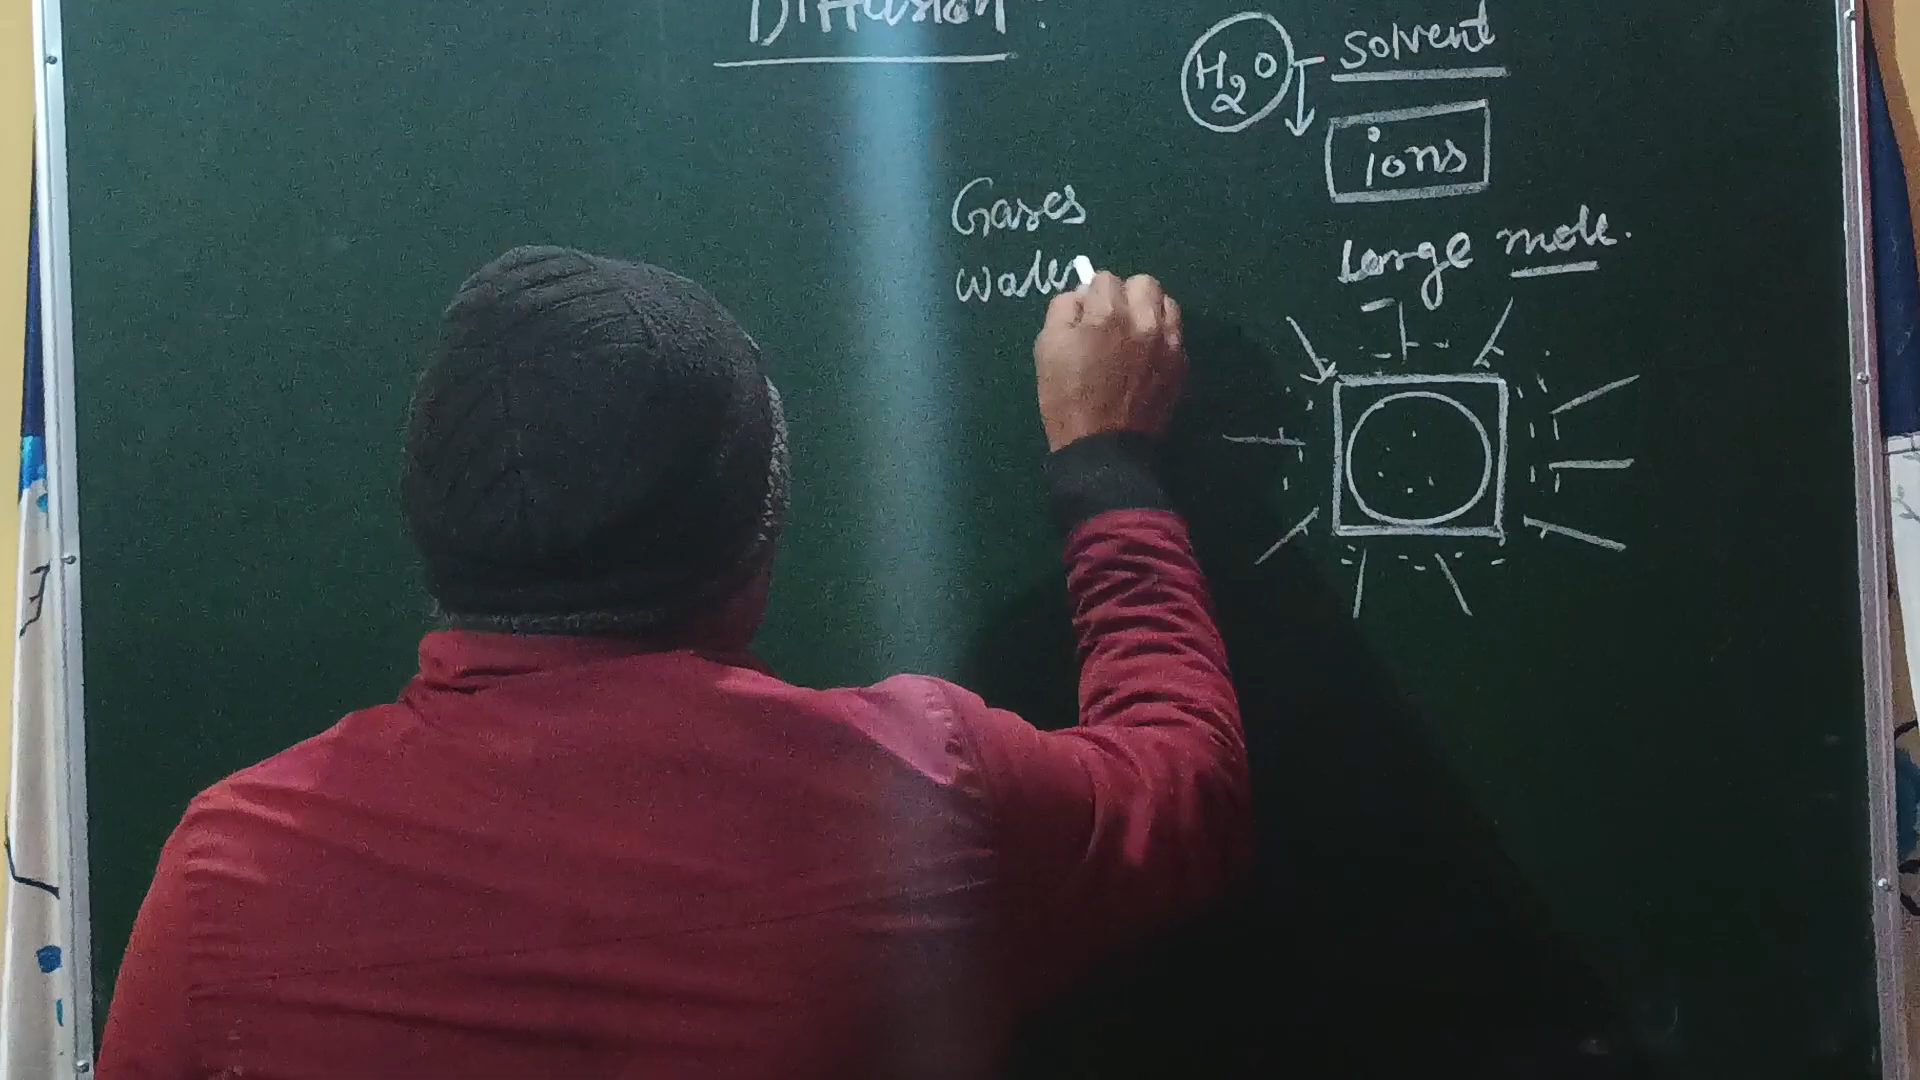 Diffusion :
H2O solvent
ions
Gases
Water
large mole.